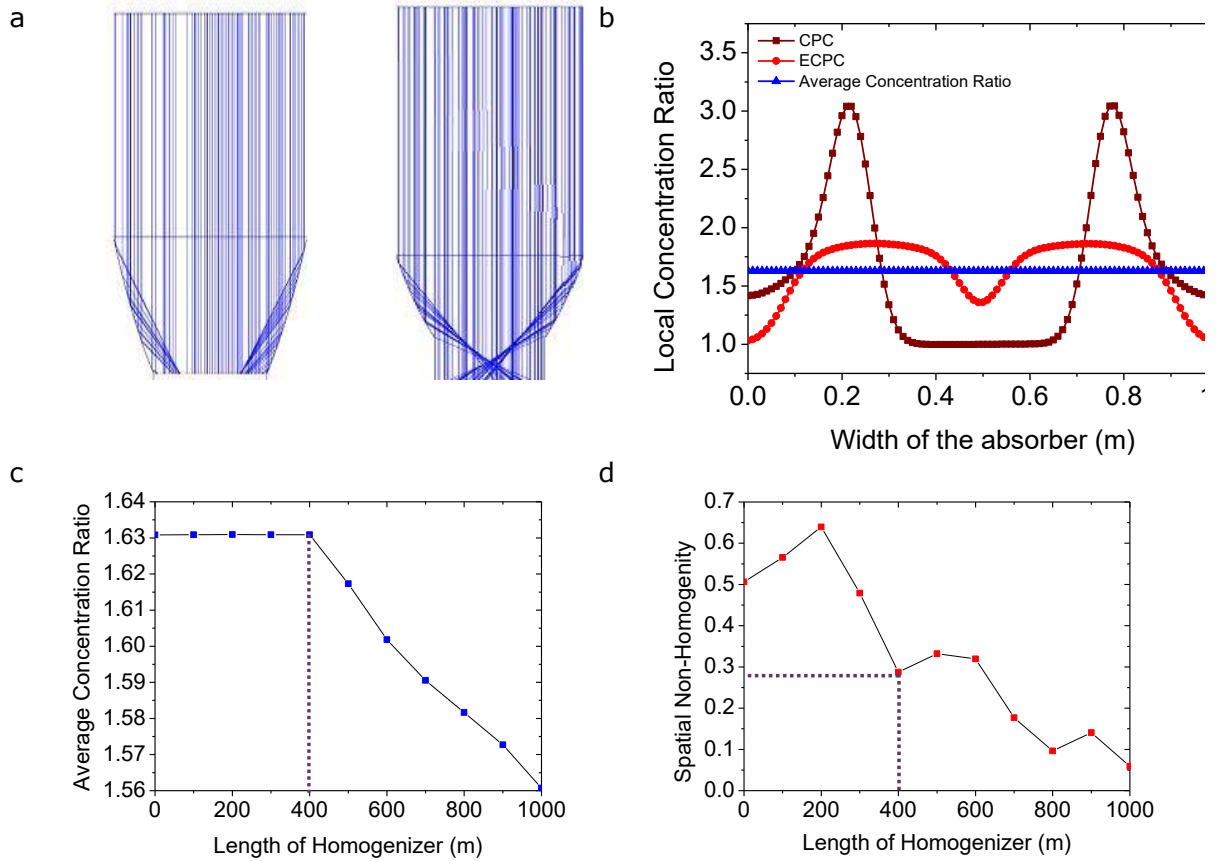 a
b
CPC
ECPC
Average Concentration Ratio
Local Concentration Ratio
3.5
3.0
2.5
2.0
1.5
1.0
0.0 0.2 0.4 0.6 0.8 1
Width of the absorber (m)
c
Average Concentration Ratio
1.64
1.63
1.62
1.61
1.60
1.59
1.58
1.57
1.56
0 200 400 600 800 1000
Length of Homogenizer (m)
d
Spatial Non-Homogenity
0.7
0.6
0.5
0.4
0.3
0.2
0.1
0.0
0 200 400 600 800 1000
Length of Homogenizer (m)